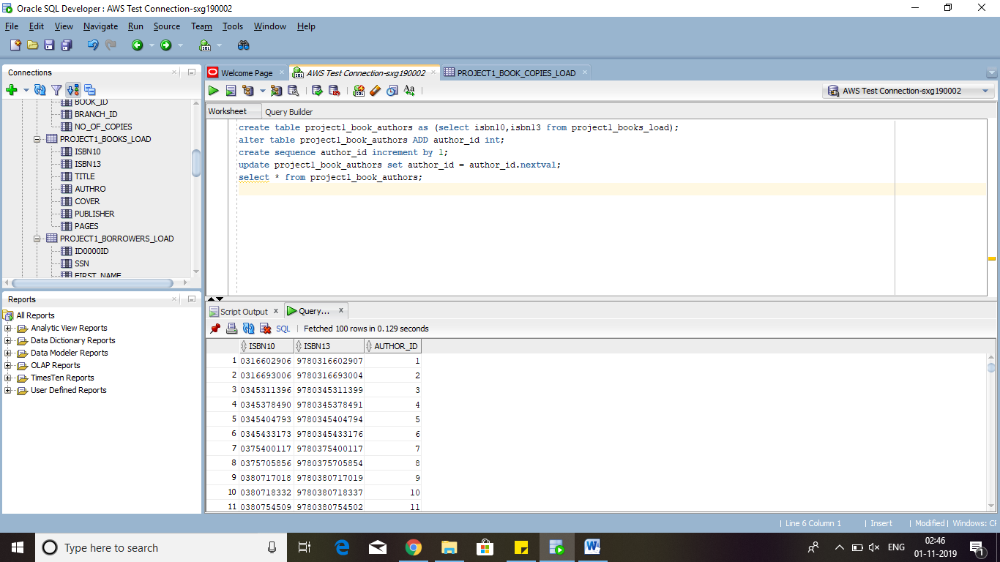 Oracle SQL Developer : AWS Test Connection-sxg190002
File Edit View Navigate Run Source Team Tools Window Help
Connections
BOOK_ID
BRANCH_ID
NO_OF_COPIES
PROJECT1_BOOKS_LOAD
ISBN10
ISBN13
TITLE
AUTHRO
COVER
PUBLISHER
PAGES
PROJECT1_BORROWERS_LOAD
ID0000ID
SSN
FIRST_NAME
Reports
All Reports
Analytic View Reports
Data Dictionary Reports
Data Modeler Reports
OLAP Reports
TimesTen Reports
User Defined Reports
Welcome Page AWS Test Connection-sxg190002 PROJECT1_BOOK_COPIES_LOAD
AWS Test Connection-sxg190002
Worksheet Query Builder
create table project1_book_authors as (select isbn10,isbn13 from project1_books_load);
alter table project1_book_authors ADD author_id int;
create sequence author_id increment by 1;
update project1_book_authors set author_id = author_id.nextval;
select * from project1_book_authors;
Script Output Query...
SQL Fetched 100 rows in 0.129 seconds
ISBN10 ISBN13 AUTHOR_ID
1 0316602906 9780316602907 1
2 0316693006 9780316693004 2
3 0345311396 9780345311399 3
4 0345378490 9780345378491 4
5 0345404793 9780345404794 5
6 0345433173 9780345433176 6
7 0375400117 9780375400117 7
8 0375705856 9780375705854 8
9 0380717018 9780380717019 9
10 0380718332 9780380718337 10
11 0380754509 9780380754502 11
Line 6 Column 1 Insert Modified Windows: CF
Type here to search
ENG
02:46
01-11-2019
1